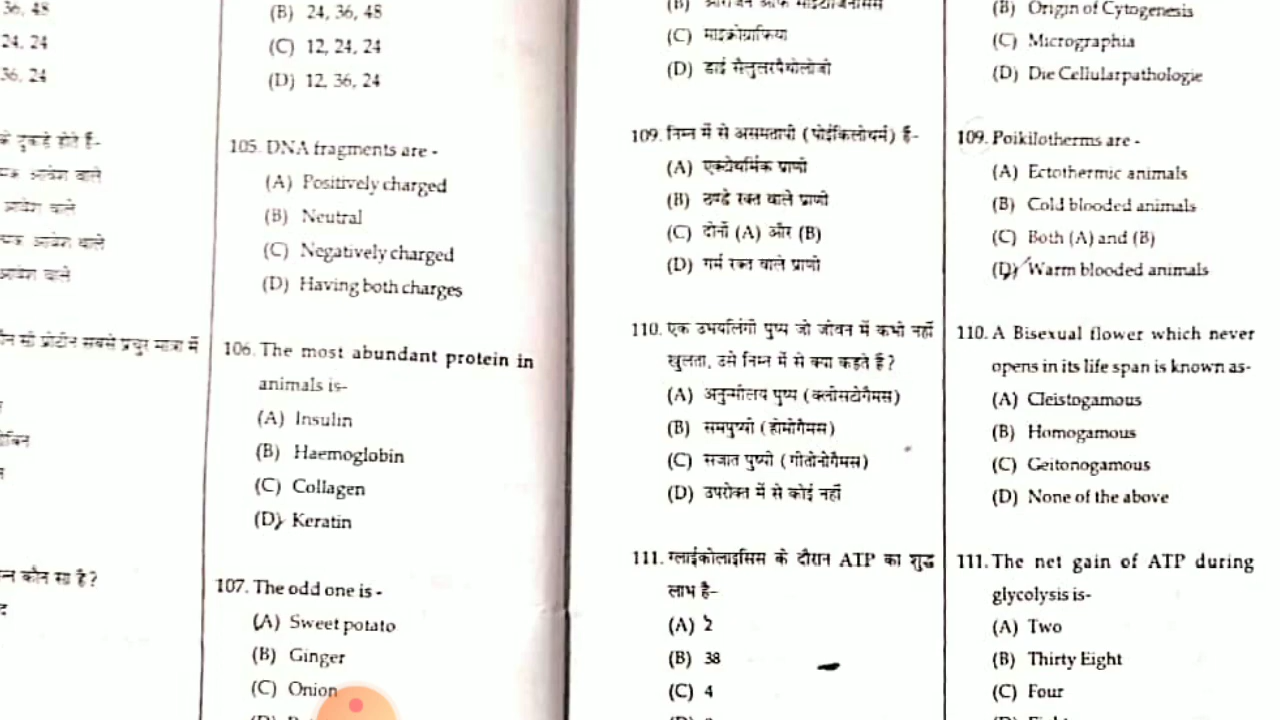 36, 48
24, 24
36, 24
के टुकड़े होते हैं-
आवेश वाले
आवेश वाले
आवेश वाले
आवेश वाले
सी प्रोटीन सबसे प्रचुर मात्रा में
कौन सा है?
(B) 24, 36, 48
(C) 12, 24, 24
(D) 12, 36, 24
105. DNA fragments are -
(A) Positively charged
(B) Neutral
(C) Negatively charged
(D) Having both charges
106. The most abundant protein in
animals is-
(A) Insulin
(B) Haemoglobin
(C) Collagen
(D) Keratin
107. The odd one is -
(A) Sweet potato
(B) Ginger
(C) Onion
(C) माइक्रोग्राफिया
(D) डाई सैलुलरपैथोलोजी
109. निम्न में से असमतापी (पोईकिलोथर्म) हैं-
(A) एक्टोथर्मिक प्राणी
(B) ठण्डे रक्त वाले प्राणी
(C) दोनों (A) और (B)
(D) गर्म रक्त वाले प्राणी
110. एक उभयलिंगी पुष्प जो जीवन में कभी नहीं
खुलता, उसे निम्न में से क्या कहते हैं?
(A) अनुन्मील्य पुष्प (क्लीसटोगैमस)
(B) समपुष्पी (होमोगैमस)
(C) सजात पुष्पी (गीतोनोगैमस)
(D) उपरोक्त में से कोई नहीं
111. ग्लाईकोलाइसिस के दौरान ATP का शुद्ध
लाभ है-
(A) 2
(B) 38
(C) 4
(B) Origin of Cytogenesis
(C) Micrographia
(D) Die Cellularpathologie
109. Poikilotherms are -
(A) Ectothermic animals
(B) Cold blooded animals
(C) Both (A) and (B)
(D) Warm blooded animals
110. A Bisexual flower which never
opens in its life span is known as-
(A) Cleistogamous
(B) Homogamous
(C) Geitonogamous
(D) None of the above
111. The net gain of ATP during
glycolysis is-
(A) Two
(B) Thirty Eight
(C) Four